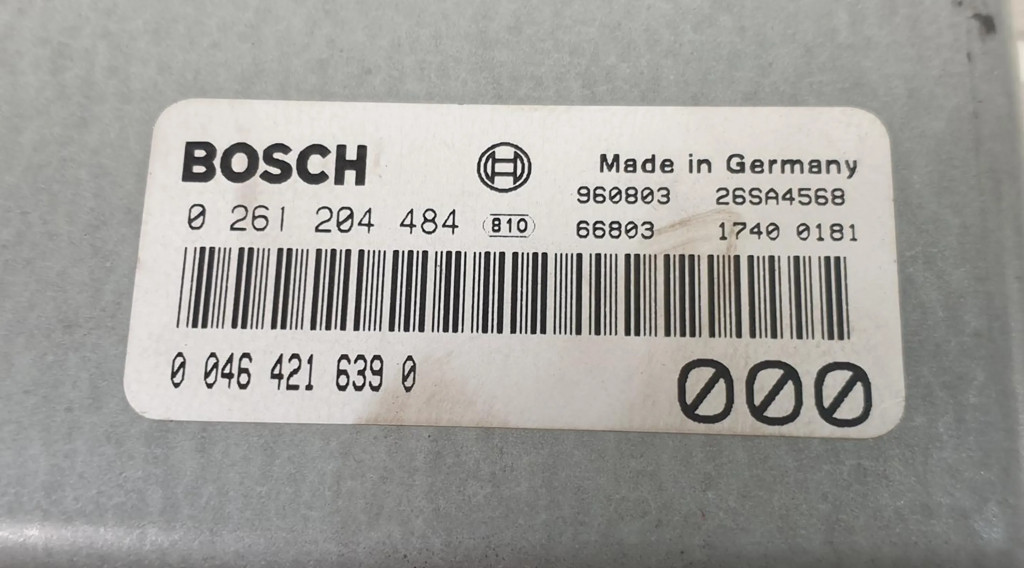 BOSCH
Made in Germany
960803 26SA4568
0 261 204 484 810
66803 1740 0181
0 046 421 639 0
000